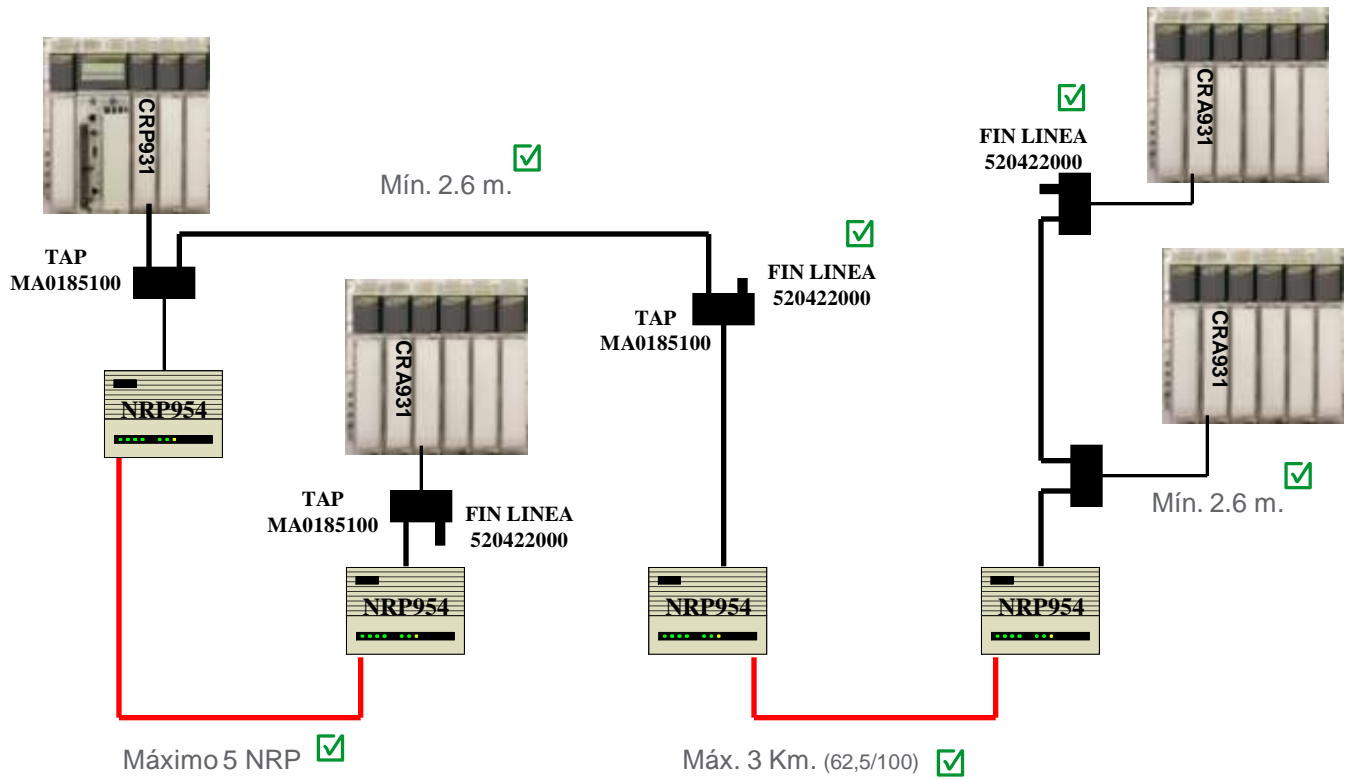 CRP931
Mín. 2.6 m.
TAP
MA0185100
FIN LINEA
520422000
CRA931
FIN LINEA
520422000
TAP
MA0185100
NRP954
CRA931
TAP
MA0185100
FIN LINEA
520422000
CRA931
Mín. 2.6 m.
NRP954
NRP954
NRP954
Máximo 5 NRP
Máx. 3 Km. (62,5/100)